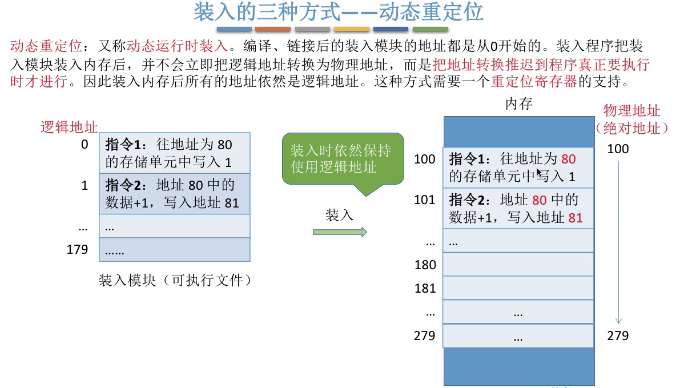 装入的三种方式——动态重定位
动态重定位：又称动态运行时装入。编译、链接后的装入模块的地址都是从0开始的。装入程序把装
入模块装入内存后，并不会立即把逻辑地址转换为物理地址，而是把地址转换推迟到程序真正要执行
时才进行。因此装入内存后所有的地址依然是逻辑地址。这种方式需要一个重定位寄存器的支持。
逻辑地址
0
指令1：往地址为 80
的存储单元中写入 1
1
指令2：地址 80 中的
数据+1，写入地址 81
...
...
179
……
装入模块（可执行文件）
装入时依然保持
使用逻辑地址
装入
内存
物理地址
（绝对地址）
100
指令1：往地址为 80
的存储单元中写入 1
100
101
指令2：地址 80 中的
数据+1，写入地址 81
...
...
180
181
...
...
279
...
279